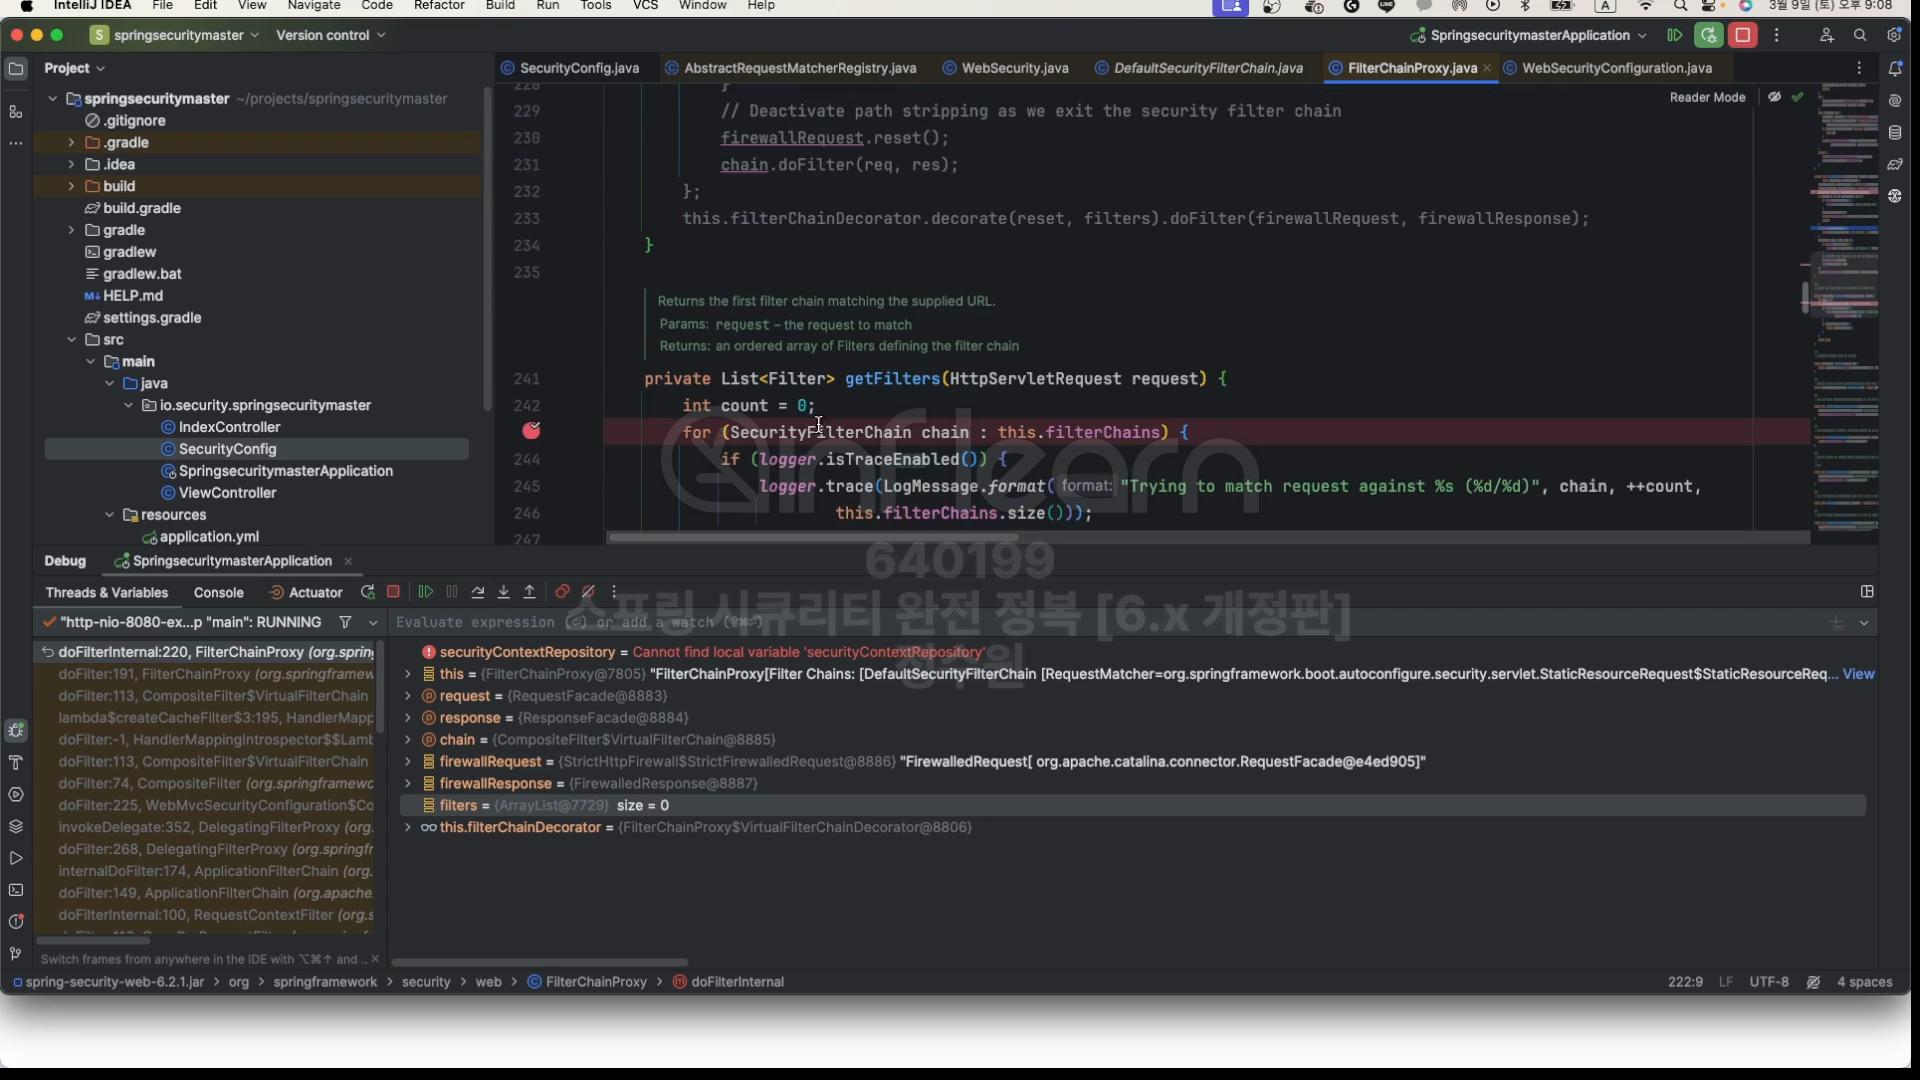 IntelliJ IDEA File Edit View Navigate Code Refactor Build Run Tools VCS Window Help A 3월 9일 (토) 오후 9:08
S springsecuritymaster Version control SpringsecuritymasterApplication
Project
SecurityConfig.java AbstractRequestMatcherRegistry.java WebSecurity.java DefaultSecurityFilterChain.java FilterChainProxy.java WebSecurityConfiguration.java
Reader Mode
springsecuritymaster ~/projects/springsecuritymaster
.gitignore
.gradle
.idea
build
build.gradle
gradle
gradlew
gradlew.bat
M↓ HELP.md
settings.gradle
src
main
java
io.security.springsecuritymaster
IndexController
SecurityConfig
SpringsecuritymasterApplication
ViewController
resources
application.yml
228 }
229 // Deactivate path stripping as we exit the security filter chain
230 firewallRequest.reset();
231 chain.doFilter(req, res);
232 };
233 this.filterChainDecorator.decorate(reset, filters).doFilter(firewallRequest, firewallResponse);
234 }
235
Returns the first filter chain matching the supplied URL.
Params: request – the request to match
Returns: an ordered array of Filters defining the filter chain
241 private List<Filter> getFilters(HttpServletRequest request) {
242 int count = 0;
for (SecurityFilterChain chain : this.filterChains) {
244 if (logger.isTraceEnabled()) {
245 logger.trace(LogMessage.format( format: "Trying to match request against %s (%d/%d)", chain, ++count,
246 this.filterChains.size()));
247
inflearn
640199
스프링 시큐리티 완전 정복 [6.x 개정판]
정수원
Debug SpringsecuritymasterApplication
Threads & Variables Console Actuator
"http-nio-8080-ex...p "main": RUNNING
Evaluate expression (⏎) or add a watch (⇧⌘⏎)
doFilterInternal:220, FilterChainProxy (org.spring
doFilter:191, FilterChainProxy (org.springframew
doFilter:113, CompositeFilter$VirtualFilterChain
lambda$createCacheFilter$3:195, HandlerMapp
doFilter:-1, HandlerMappingIntrospector$$Lamb
doFilter:113, CompositeFilter$VirtualFilterChain
doFilter:74, CompositeFilter (org.springframewo
doFilter:225, WebMvcSecurityConfiguration$Co
invokeDelegate:352, DelegatingFilterProxy (org.
doFilter:268, DelegatingFilterProxy (org.springfr
internalDoFilter:174, ApplicationFilterChain (org.
doFilter:149, ApplicationFilterChain (org.apache
doFilterInternal:100, RequestContextFilter (org.s
Switch frames from anywhere in the IDE with ⌥⌘↑ and ..
securityContextRepository = Cannot find local variable 'securityContextRepository'
this = {FilterChainProxy@7805} "FilterChainProxy[Filter Chains: [DefaultSecurityFilterChain [RequestMatcher=org.springframework.boot.autoconfigure.security.servlet.StaticResourceRequest$StaticResourceReq... View
request = {RequestFacade@8883}
response = {ResponseFacade@8884}
chain = {CompositeFilter$VirtualFilterChain@8885}
firewallRequest = {StrictHttpFirewall$StrictFirewalledRequest@8886} "FirewalledRequest[ org.apache.catalina.connector.RequestFacade@e4ed905]"
firewallResponse = {FirewalledResponse@8887}
filters = {ArrayList@7729} size = 0
this.filterChainDecorator = {FilterChainProxy$VirtualFilterChainDecorator@8806}
spring-security-web-6.2.1.jar > org > springframework > security > web > FilterChainProxy > doFilterInternal
222:9 LF UTF-8 4 spaces